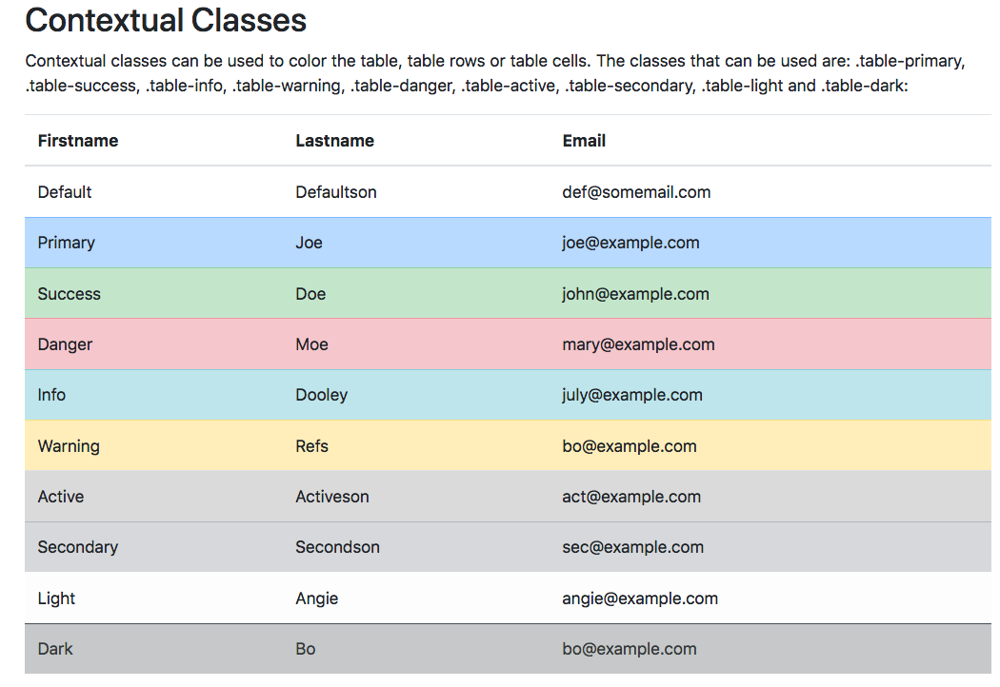 Contextual Classes
Contextual classes can be used to color the table, table rows or table cells. The classes that can be used are: .table-primary,
.table-success, .table-info, .table-warning, .table-danger, .table-active, .table-secondary, .table-light and .table-dark:
Firstname Lastname Email
Default Defaultson def@somemail.com
Primary Joe joe@example.com
Success Doe john@example.com
Danger Moe mary@example.com
Info Dooley july@example.com
Warning Refs bo@example.com
Active Activeson act@example.com
Secondary Secondson sec@example.com
Light Angie angie@example.com
Dark Bo bo@example.com